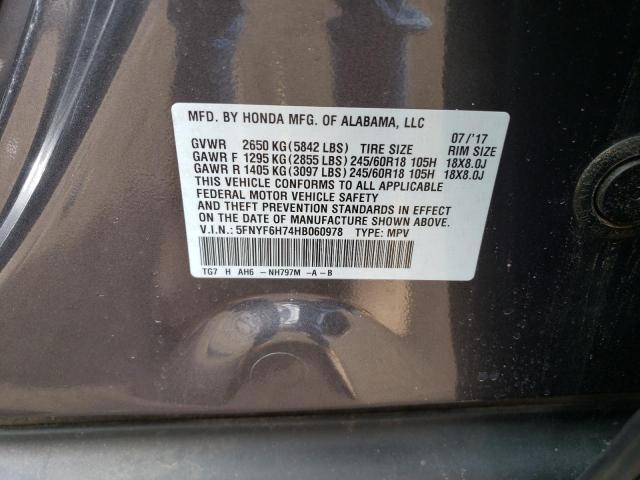 MFD. BY HONDA MFG. OF ALABAMA, LLC
07/'17
GVWR 2650 KG (5842 LBS) TIRE SIZE RIM SIZE
GAWR F 1295 KG (2855 LBS) 245/60R18 105H 18X8.0J
GAWR R 1405 KG (3097 LBS) 245/60R18 105H 18X8.0J
THIS VEHICLE CONFORMS TO ALL APPLICABLE
FEDERAL MOTOR VEHICLE SAFETY
AND THEFT PREVENTION STANDARDS IN EFFECT
ON THE DATE OF MANUFACTURE SHOWN ABOVE.
V.I.N.: 5FNYF6H74HB060978 TYPE: MPV
TG7 H AH6 - NH797M - A - B